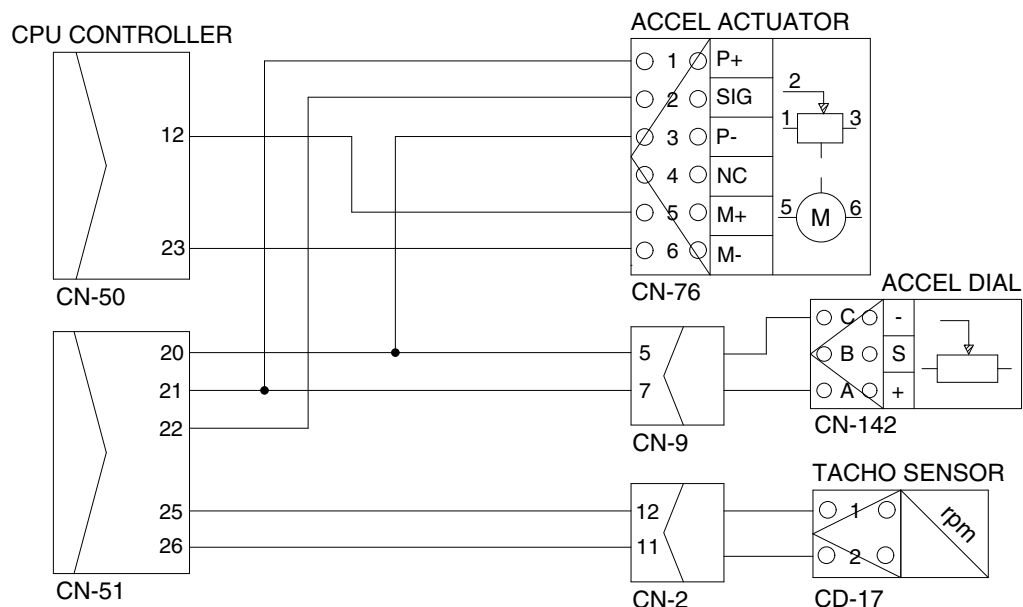 CPU CONTROLLER
12
23
CN-50
20
21
22
25
26
CN-51
ACCEL ACTUATOR
1 P+
2 SIG
3 P-
4 NC
5 M+
6 M-
2
1 3
5 M 6
CN-76
5
7
CN-9
ACCEL DIAL
C -
B S
A +
CN-142
12
11
CN-2
TACHO SENSOR
1
2
rpm
CD-17